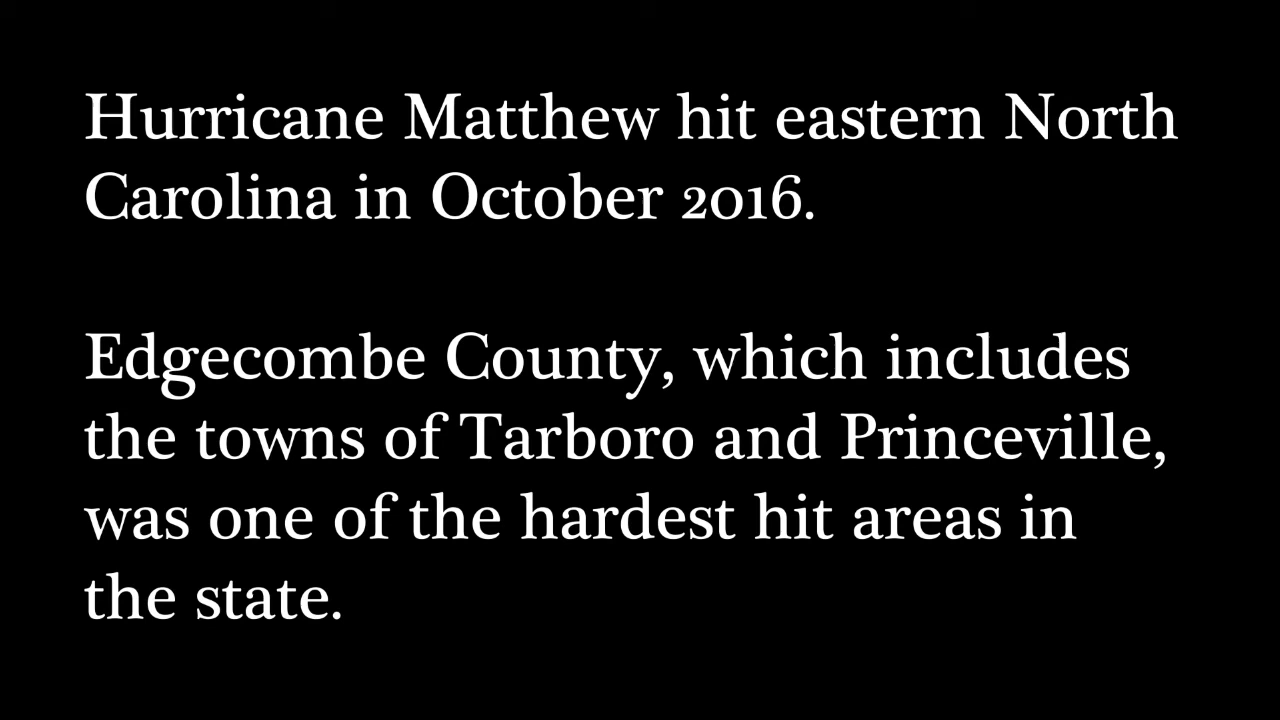 Hurricane Matthew hit eastern North
Carolina in October 2016.
Edgecombe County, which includes
the towns of Tarboro and Princeville,
was one of the hardest hit areas in
the state.